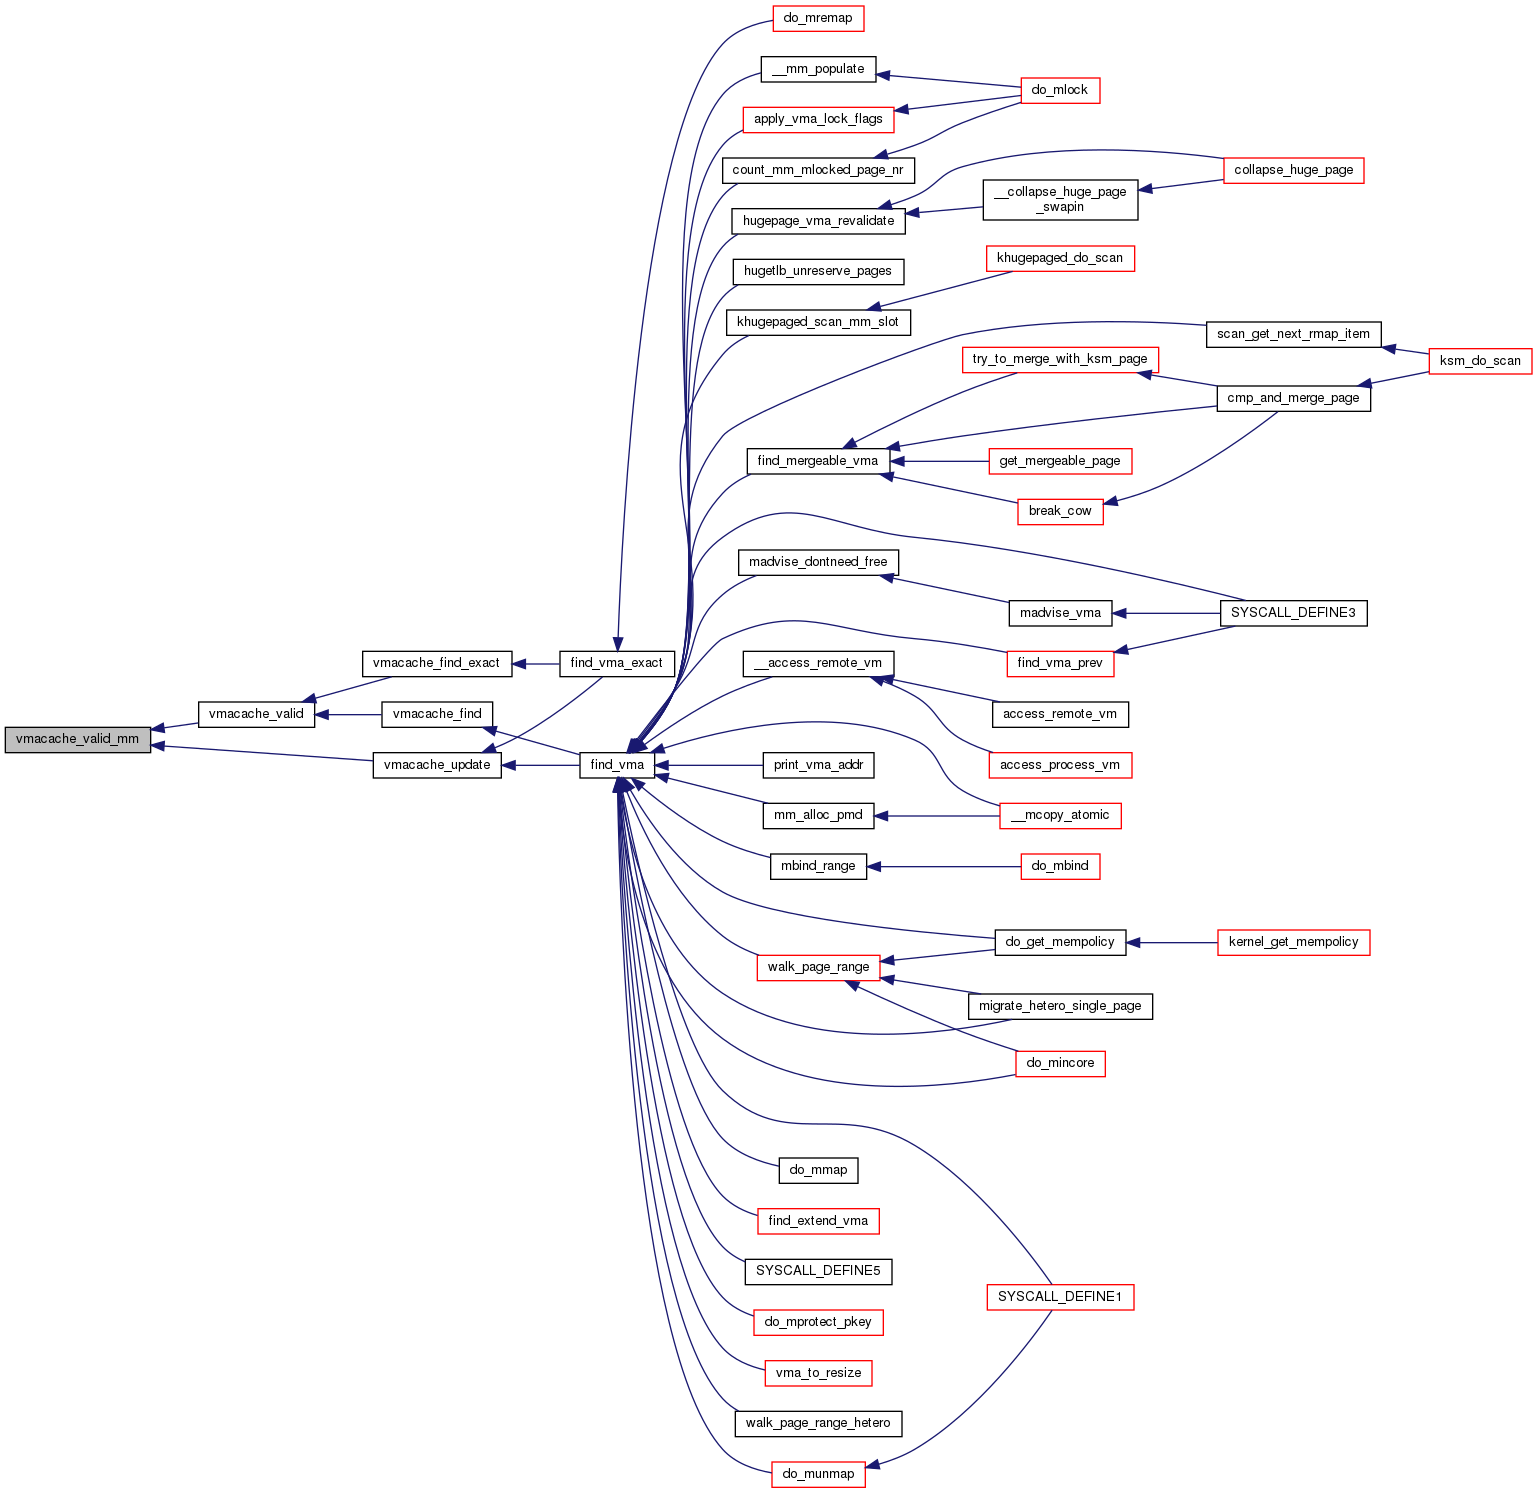 do_mremap
__mm_populate
do_mlock
apply_vma_lock_flags
count_mm_mlocked_page_nr
collapse_huge_page
__collapse_huge_page
_swapin
hugepage_vma_revalidate
khugepaged_do_scan
hugetlb_unreserve_pages
khugepaged_scan_mm_slot
scan_get_next_rmap_item
try_to_merge_with_ksm_page
ksm_do_scan
cmp_and_merge_page
find_mergeable_vma
get_mergeable_page
break_cow
madvise_dontneed_free
madvise_vma
SYSCALL_DEFINE3
vmacache_find_exact
find_vma_exact
__access_remote_vm
find_vma_prev
vmacache_valid
vmacache_find
access_remote_vm
vmacache_valid_mm
vmacache_update
find_vma
print_vma_addr
access_process_vm
mm_alloc_pmd
__mcopy_atomic
mbind_range
do_mbind
do_get_mempolicy
kernel_get_mempolicy
walk_page_range
migrate_hetero_single_page
do_mincore
do_mmap
find_extend_vma
SYSCALL_DEFINE5
SYSCALL_DEFINE1
do_mprotect_pkey
vma_to_resize
walk_page_range_hetero
do_munmap